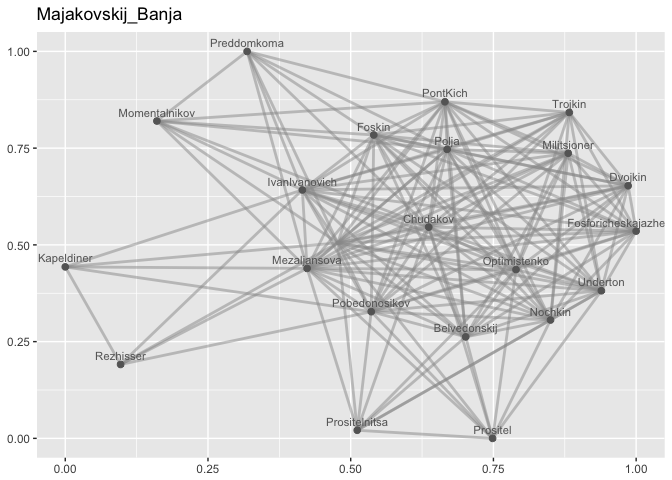 Majakovskij_Banja
1.00
0.75
0.50
0.25
0.00
Preddomkoma
PontKich
Momentalnikov
Trojkin
Foskin
Polja
Militsioner
IvanIvanovich
Dvojkin
Chudakov
Fosforicheskajazhe
Kapeldiner
Mezaliansova
Optimistenko
Underton
Pobedonosikov
Nochkin
Belvedonskij
Rezhisser
Prositelnitsa
Prositel
0.00 0.25 0.50 0.75 1.00